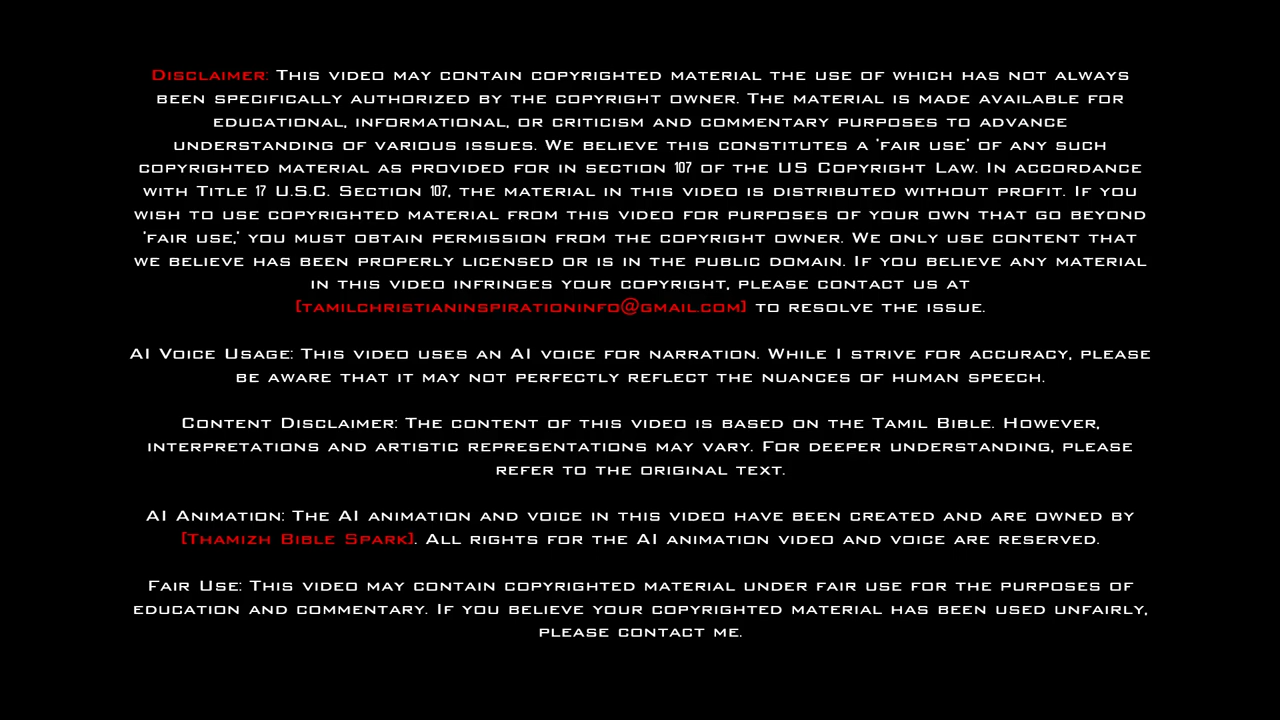 Disclaimer: This video may contain copyrighted material the use of which has not always
been specifically authorized by the copyright owner. The material is made available for
educational, informational, or criticism and commentary purposes to advance
understanding of various issues. We believe this constitutes a 'fair use' of any such
copyrighted material as provided for in section 107 of the US Copyright Law. In accordance
with Title 17 U.S.C. Section 107, the material in this video is distributed without profit. If you
wish to use copyrighted material from this video for purposes of your own that go beyond
'fair use,' you must obtain permission from the copyright owner. We only use content that
we believe has been properly licensed or is in the public domain. If you believe any material
in this video infringes your copyright, please contact us at
[tamilchristianinspirationinfo@gmail.com] to resolve the issue.
AI Voice Usage: This video uses an AI voice for narration. While I strive for accuracy, please
be aware that it may not perfectly reflect the nuances of human speech.
Content Disclaimer: The content of this video is based on the Tamil Bible. However,
interpretations and artistic representations may vary. For deeper understanding, please
refer to the original text.
AI Animation: The AI animation and voice in this video have been created and are owned by
[Thamizh Bible Spark]. All rights for the AI animation video and voice are reserved.
Fair Use: This video may contain copyrighted material under fair use for the purposes of
education and commentary. If you believe your copyrighted material has been used unfairly,
please contact me.